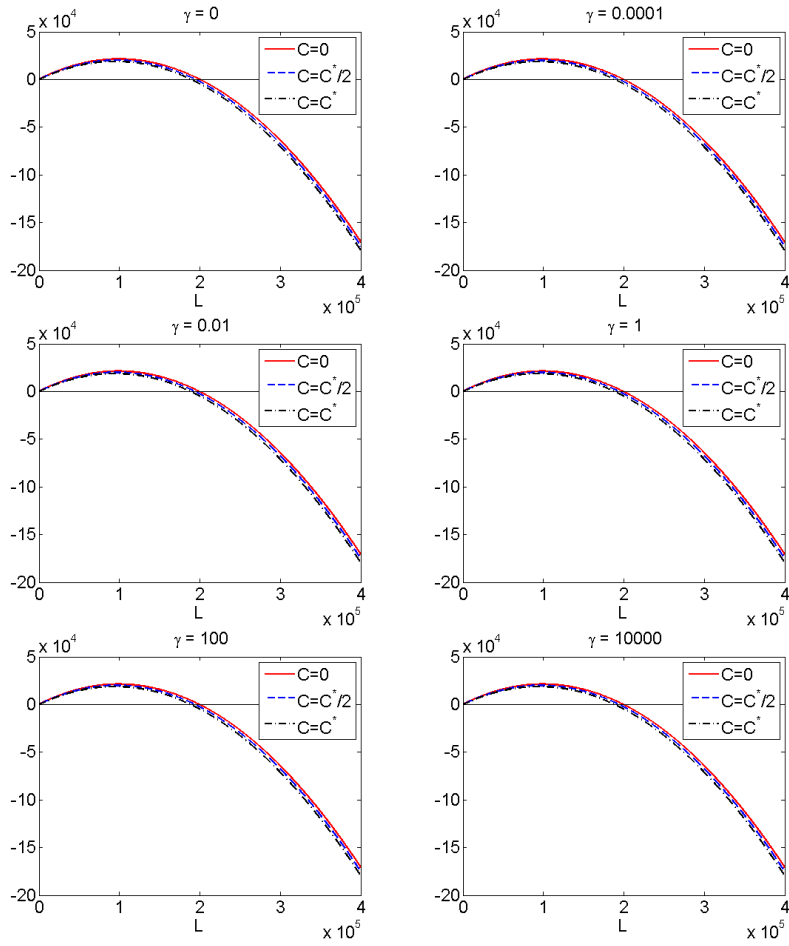 γ = 0
x 10^4
5
0
-5
-10
-15
-20
0
1
2
3
4
x 10^5
L
C=0
C=C^*/2
C=C^*
γ = 0.0001
x 10^4
5
0
-5
-10
-15
-20
0
1
2
3
4
x 10^5
L
C=0
C=C^*/2
C=C^*
γ = 0.01
x 10^4
5
0
-5
-10
-15
-20
0
1
2
3
4
x 10^5
L
C=0
C=C^*/2
C=C^*
γ = 1
x 10^4
5
0
-5
-10
-15
-20
0
1
2
3
4
x 10^5
L
C=0
C=C^*/2
C=C^*
γ = 100
x 10^4
5
0
-5
-10
-15
-20
0
1
2
3
4
x 10^5
L
C=0
C=C^*/2
C=C^*
γ = 10000
x 10^4
5
0
-5
-10
-15
-20
0
1
2
3
4
x 10^5
L
C=0
C=C^*/2
C=C^*